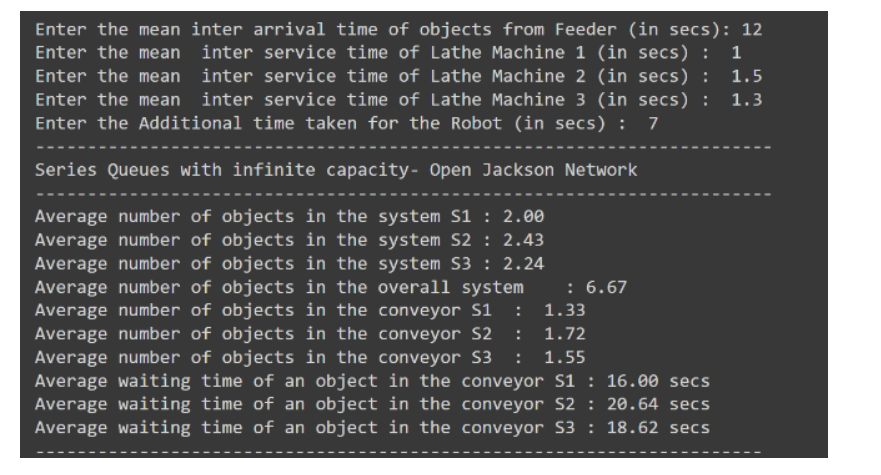 Enter the mean inter arrival time of objects from Feeder (in secs): 12
Enter the mean  inter service time of Lathe Machine 1 (in secs) :  1
Enter the mean  inter service time of Lathe Machine 2 (in secs) :  1.5
Enter the mean  inter service time of Lathe Machine 3 (in secs) :  1.3
Enter the Additional time taken for the Robot (in secs) :  7
-----------------------------------------------------------------------
Series Queues with infinite capacity- Open Jackson Network
-----------------------------------------------------------------------
Average number of objects in the system S1 : 2.00
Average number of objects in the system S2 : 2.43
Average number of objects in the system S3 : 2.24
Average number of objects in the overall system    : 6.67
Average number of objects in the conveyor S1  :  1.33
Average number of objects in the conveyor S2  :  1.72
Average number of objects in the conveyor S3  :  1.55
Average waiting time of an object in the conveyor S1 : 16.00 secs
Average waiting time of an object in the conveyor S2 : 20.64 secs
Average waiting time of an object in the conveyor S3 : 18.62 secs
----------------------------------------------------------------------